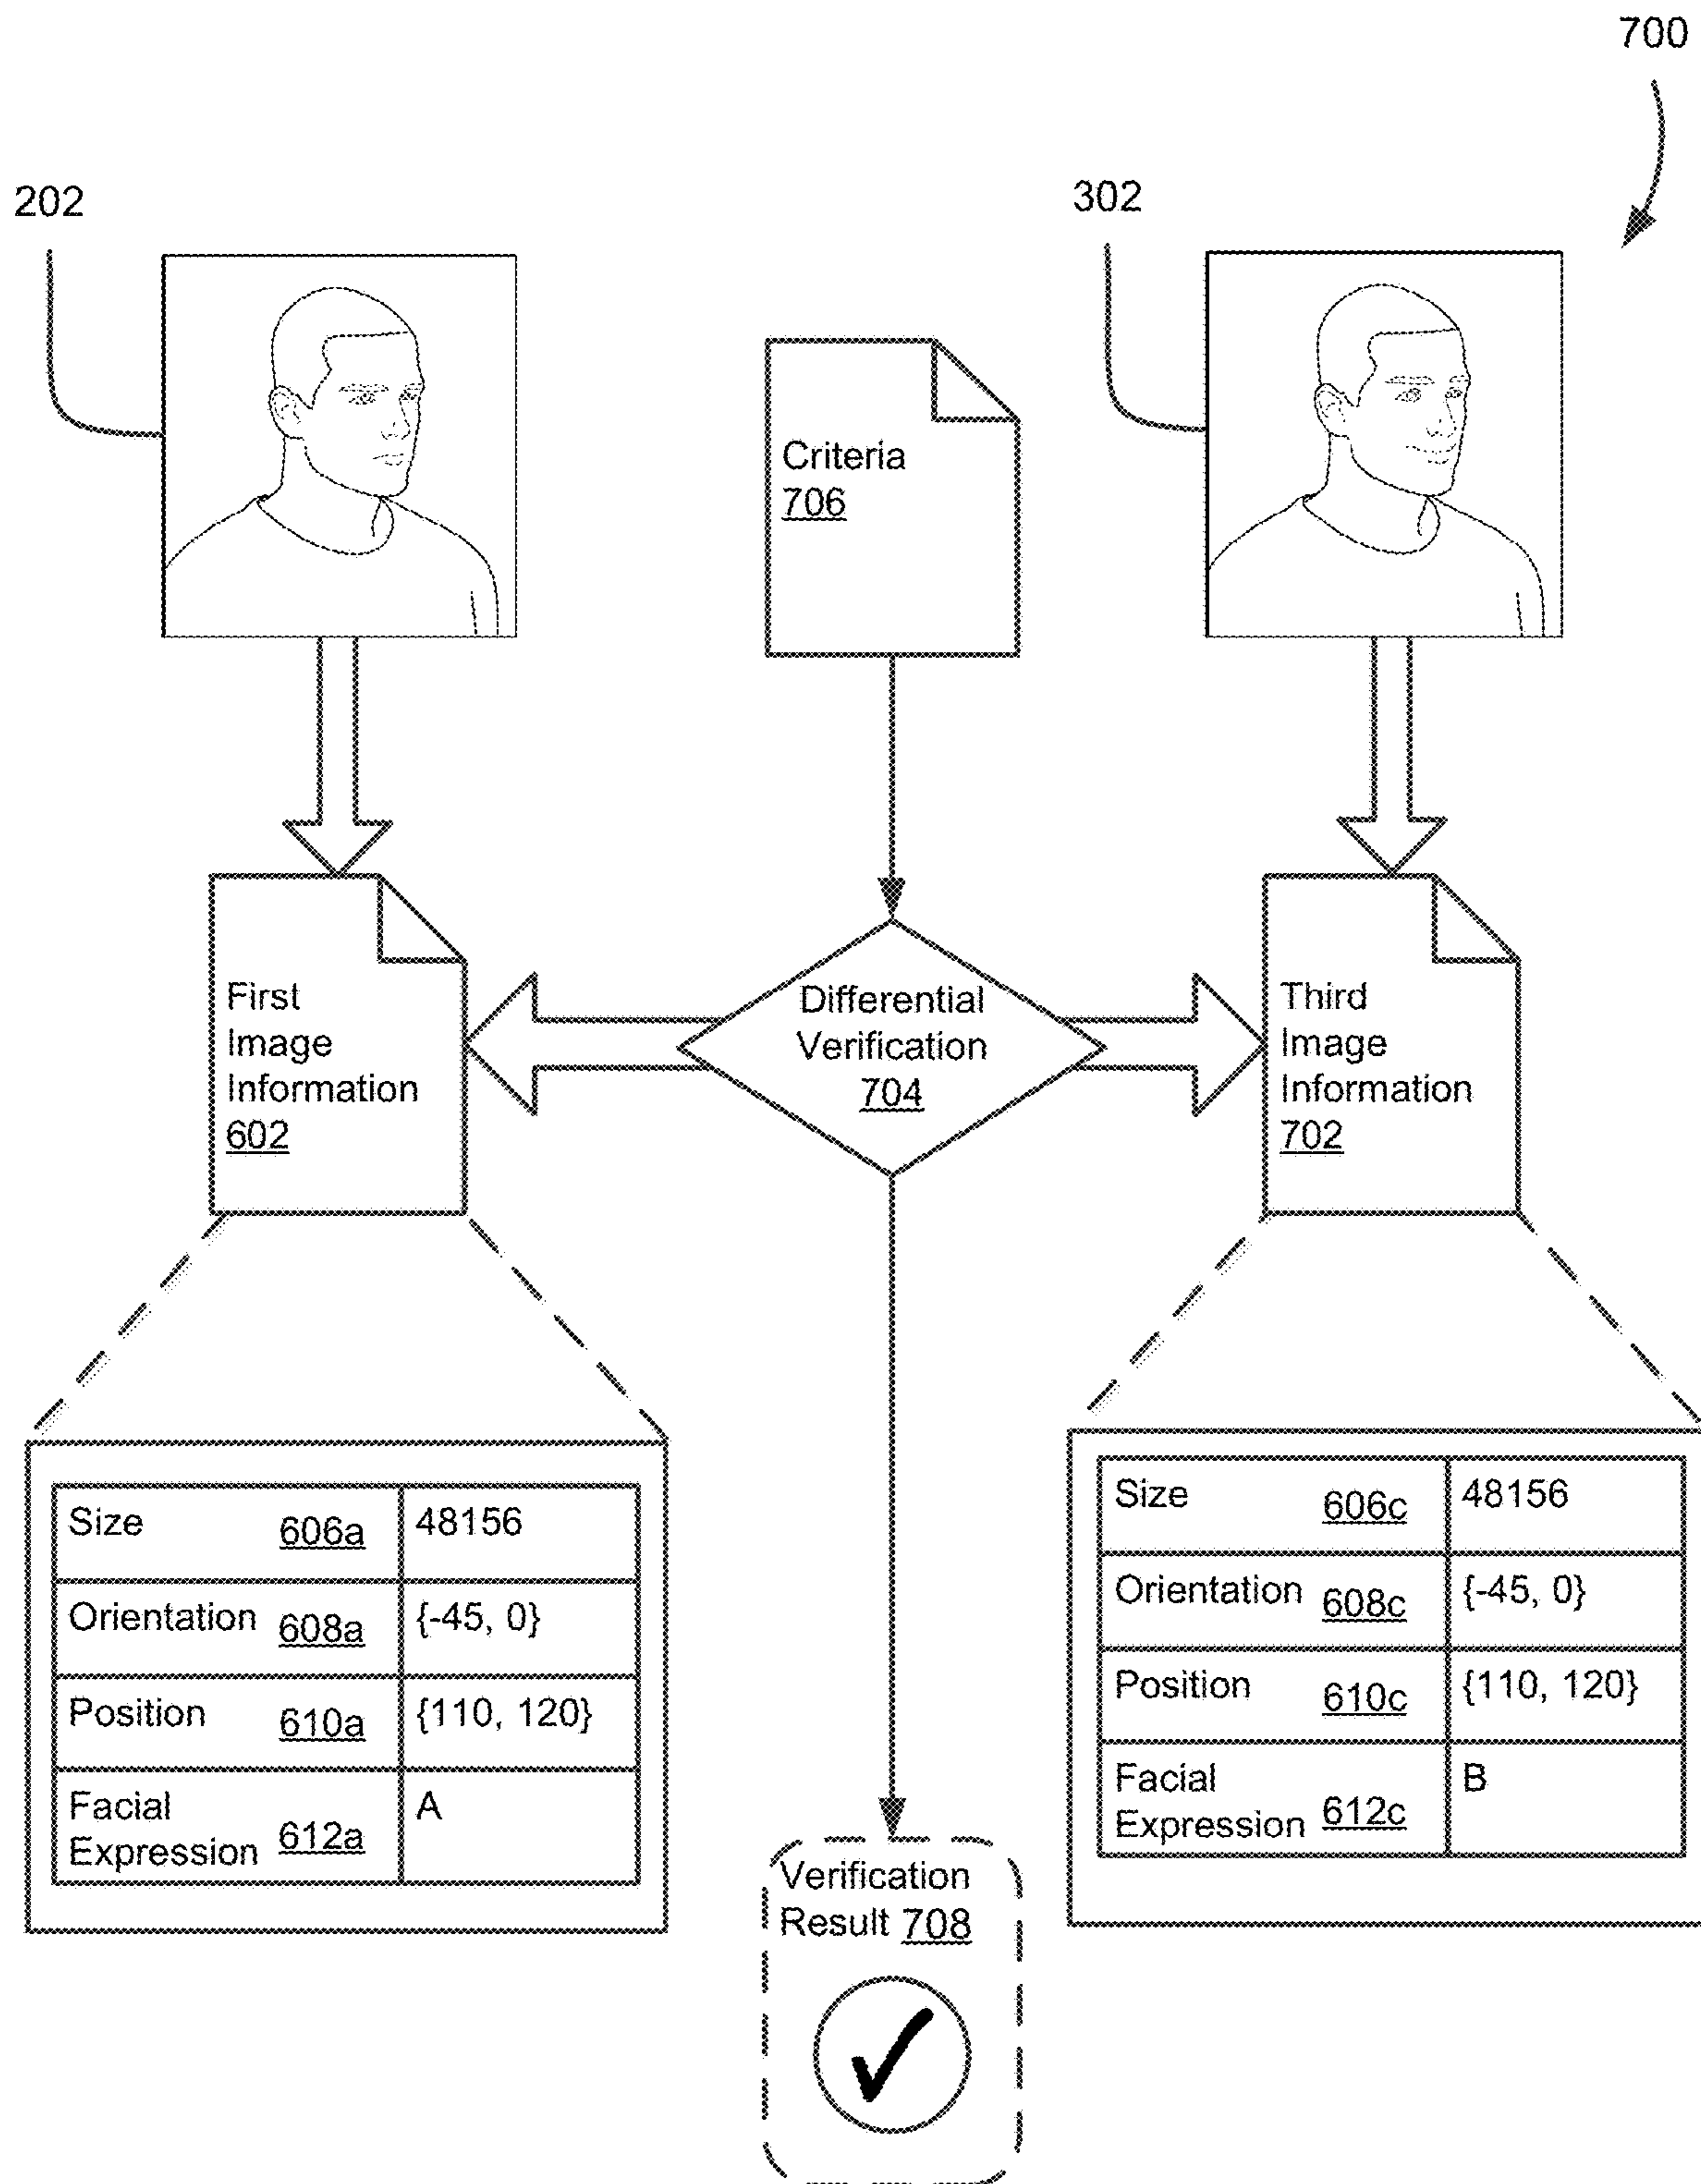 700
202
302
Criteria
706
First
Image
Information
602
Differential
Verification
704
Third
Image
Information
702
Size 606a 48156
Orientation 608a {-45, 0}
Position 610a {110, 120}
Facial
Expression 612a A
Size 606c 48156
Orientation 608c {-45, 0}
Position 610c {110, 120}
Facial
Expression 612c B
Verification
Result 708